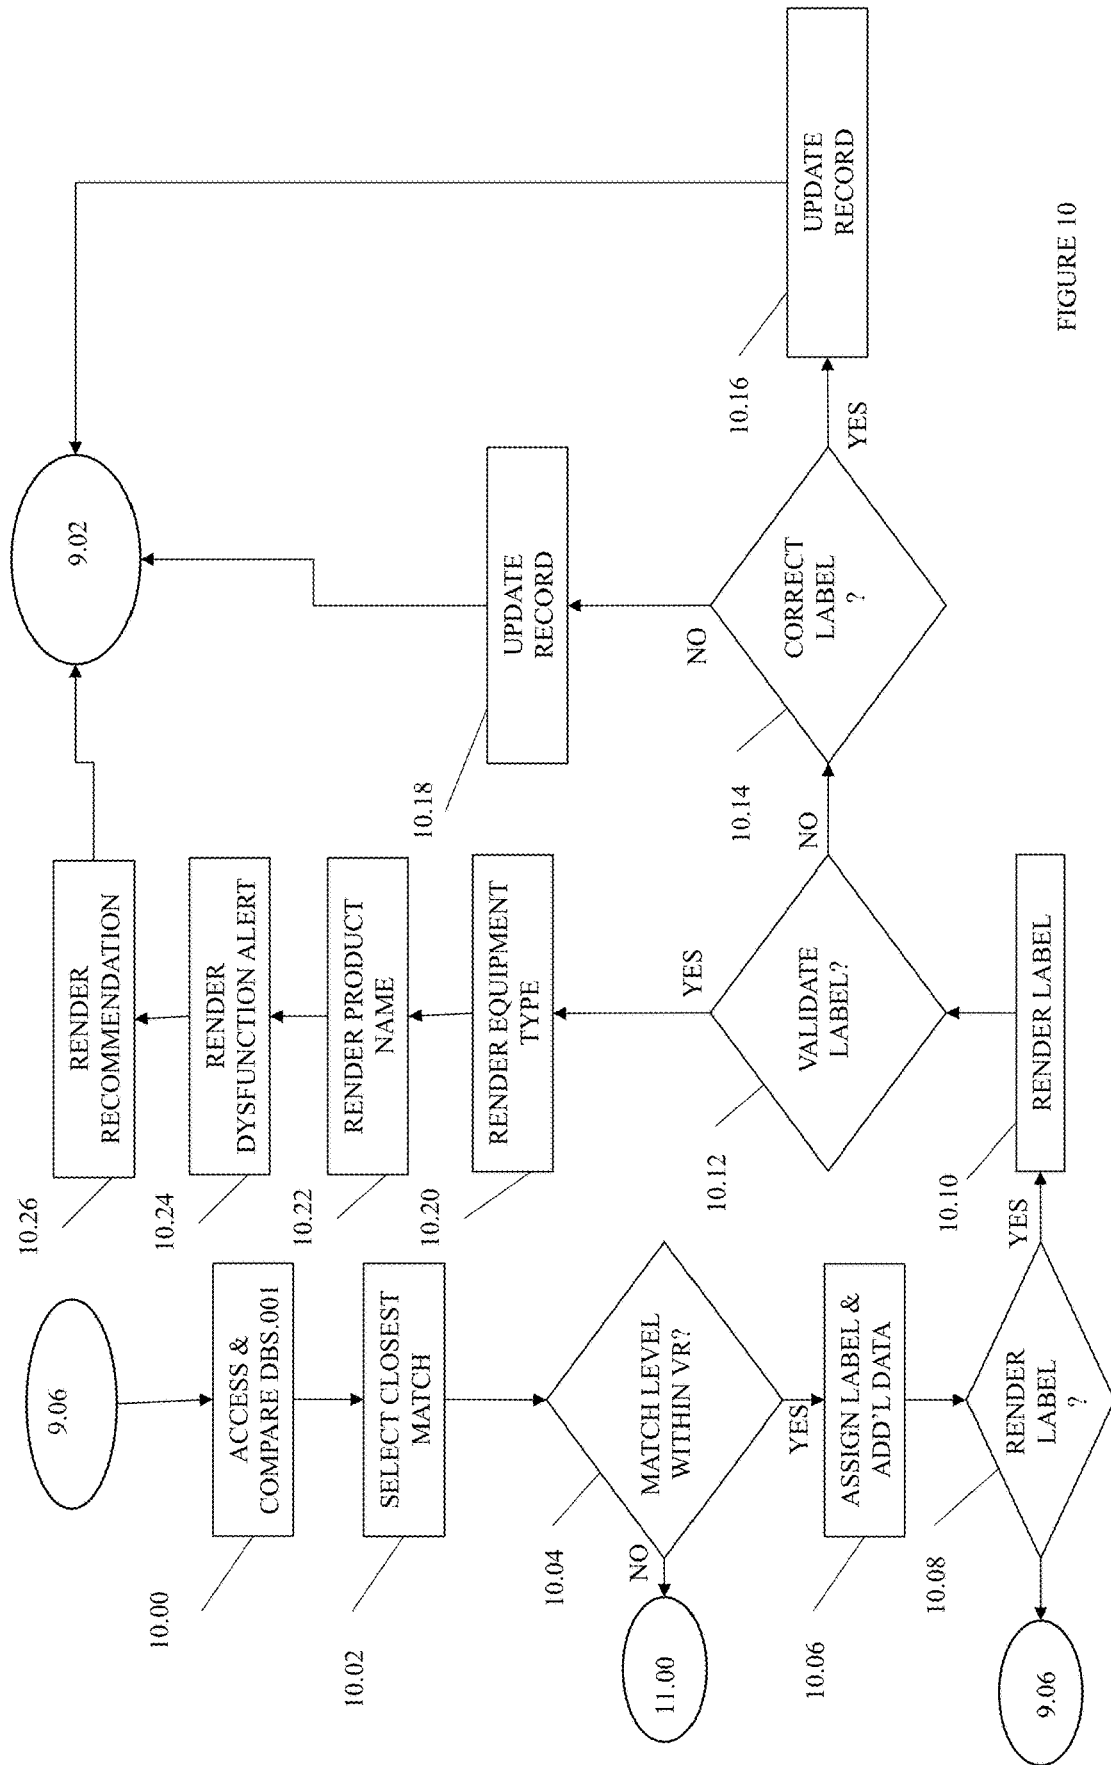 9.06
10.00
ACCESS &
COMPARE DBS.001
10.02
SELECT CLOSEST
MATCH
10.04
MATCH LEVEL
WITHIN VR?
NO
11.00
YES
10.06
ASSIGN LABEL &
ADD'L DATA
10.08
RENDER
LABEL
?
9.06
YES
10.10
RENDER LABEL
10.12
VALIDATE
LABEL?
YES
10.20
RENDER EQUIPMENT
TYPE
10.22
RENDER PRODUCT
NAME
10.24
RENDER
DYSFUNCTION ALERT
10.26
RENDER
RECOMMENDATION
9.02
NO
10.14
CORRECT
LABEL
?
NO
10.18
UPDATE
RECORD
YES
10.16
UPDATE
RECORD
FIGURE 10